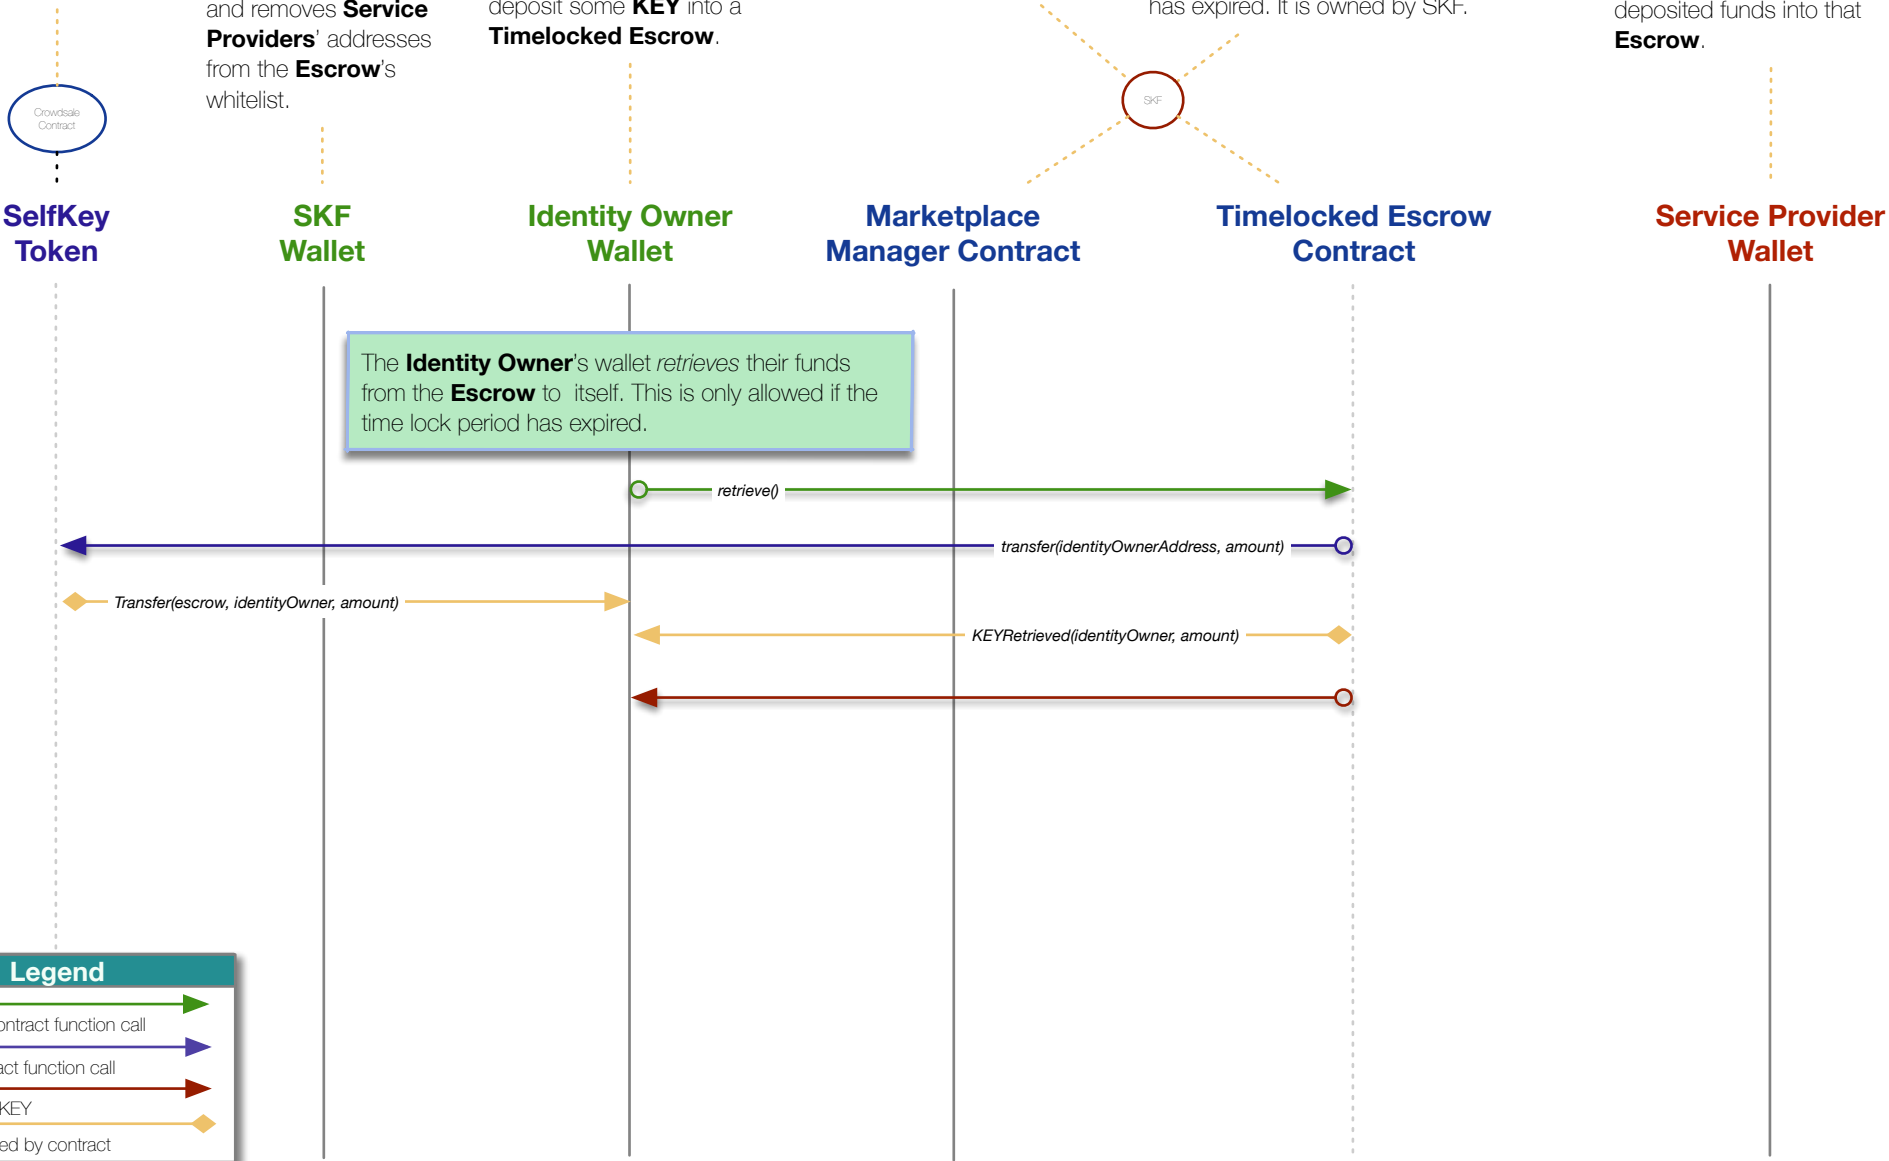 and removes Service
Providers' addresses
from the Escrow's
whitelist.
deposit some KEY into a
Timelocked Escrow.
has expired. It is owned by SKF.
deposited funds into that
Escrow.
Crowdsale
Contract
SKF
SelfKey
Token
SKF
Wallet
Identity Owner
Wallet
Marketplace
Manager Contract
Timelocked Escrow
Contract
Service Provider
Wallet
The Identity Owner's wallet retrieves their funds
from the Escrow to itself. This is only allowed if the
time lock period has expired.
retrieve()
transfer(identityOwnerAddress, amount)
Transfer(escrow, identityOwner, amount)
KEYRetrieved(identityOwner, amount)
Legend
ontract function call
act function call
KEY
ed by contract